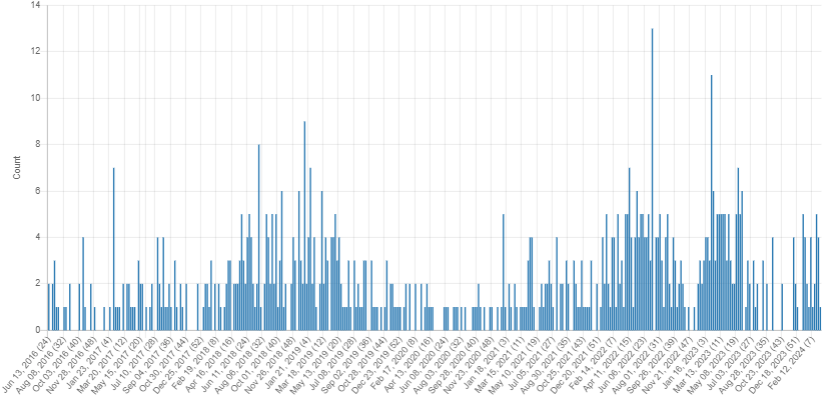 14
12
10
8
6
4
2
0
Count
Jun 13, 2016 (24)
Aug 08, 2016 (32)
Oct 03, 2016 (40)
Nov 28, 2016 (48)
Jan 23, 2017 (4)
Mar 20, 2017 (12)
May 15, 2017 (20)
Jul 10, 2017 (28)
Sep 04, 2017 (36)
Oct 30, 2017 (44)
Dec 25, 2017 (52)
Feb 19, 2018 (8)
Apr 16, 2018 (16)
Jun 11, 2018 (24)
Aug 06, 2018 (32)
Oct 01, 2018 (40)
Nov 26, 2018 (48)
Jan 21, 2019 (4)
Mar 18, 2019 (12)
May 13, 2019 (20)
Jul 08, 2019 (28)
Sep 02, 2019 (36)
Oct 28, 2019 (44)
Dec 23, 2019 (52)
Feb 17, 2020 (8)
Apr 13, 2020 (16)
Jun 08, 2020 (24)
Aug 03, 2020 (32)
Sep 28, 2020 (40)
Nov 23, 2020 (48)
Jan 18, 2021 (3)
Mar 15, 2021 (11)
May 10, 2021 (19)
Jul 05, 2021 (27)
Aug 30, 2021 (35)
Oct 25, 2021 (43)
Dec 20, 2021 (51)
Feb 14, 2022 (7)
Apr 11, 2022 (15)
Jun 06, 2022 (23)
Aug 01, 2022 (31)
Sep 26, 2022 (39)
Nov 21, 2022 (47)
Jan 16, 2023 (3)
Mar 13, 2023 (11)
May 08, 2023 (19)
Jul 03, 2023 (27)
Aug 28, 2023 (35)
Oct 23, 2023 (43)
Dec 18, 2023 (51)
Feb 12, 2024 (7)